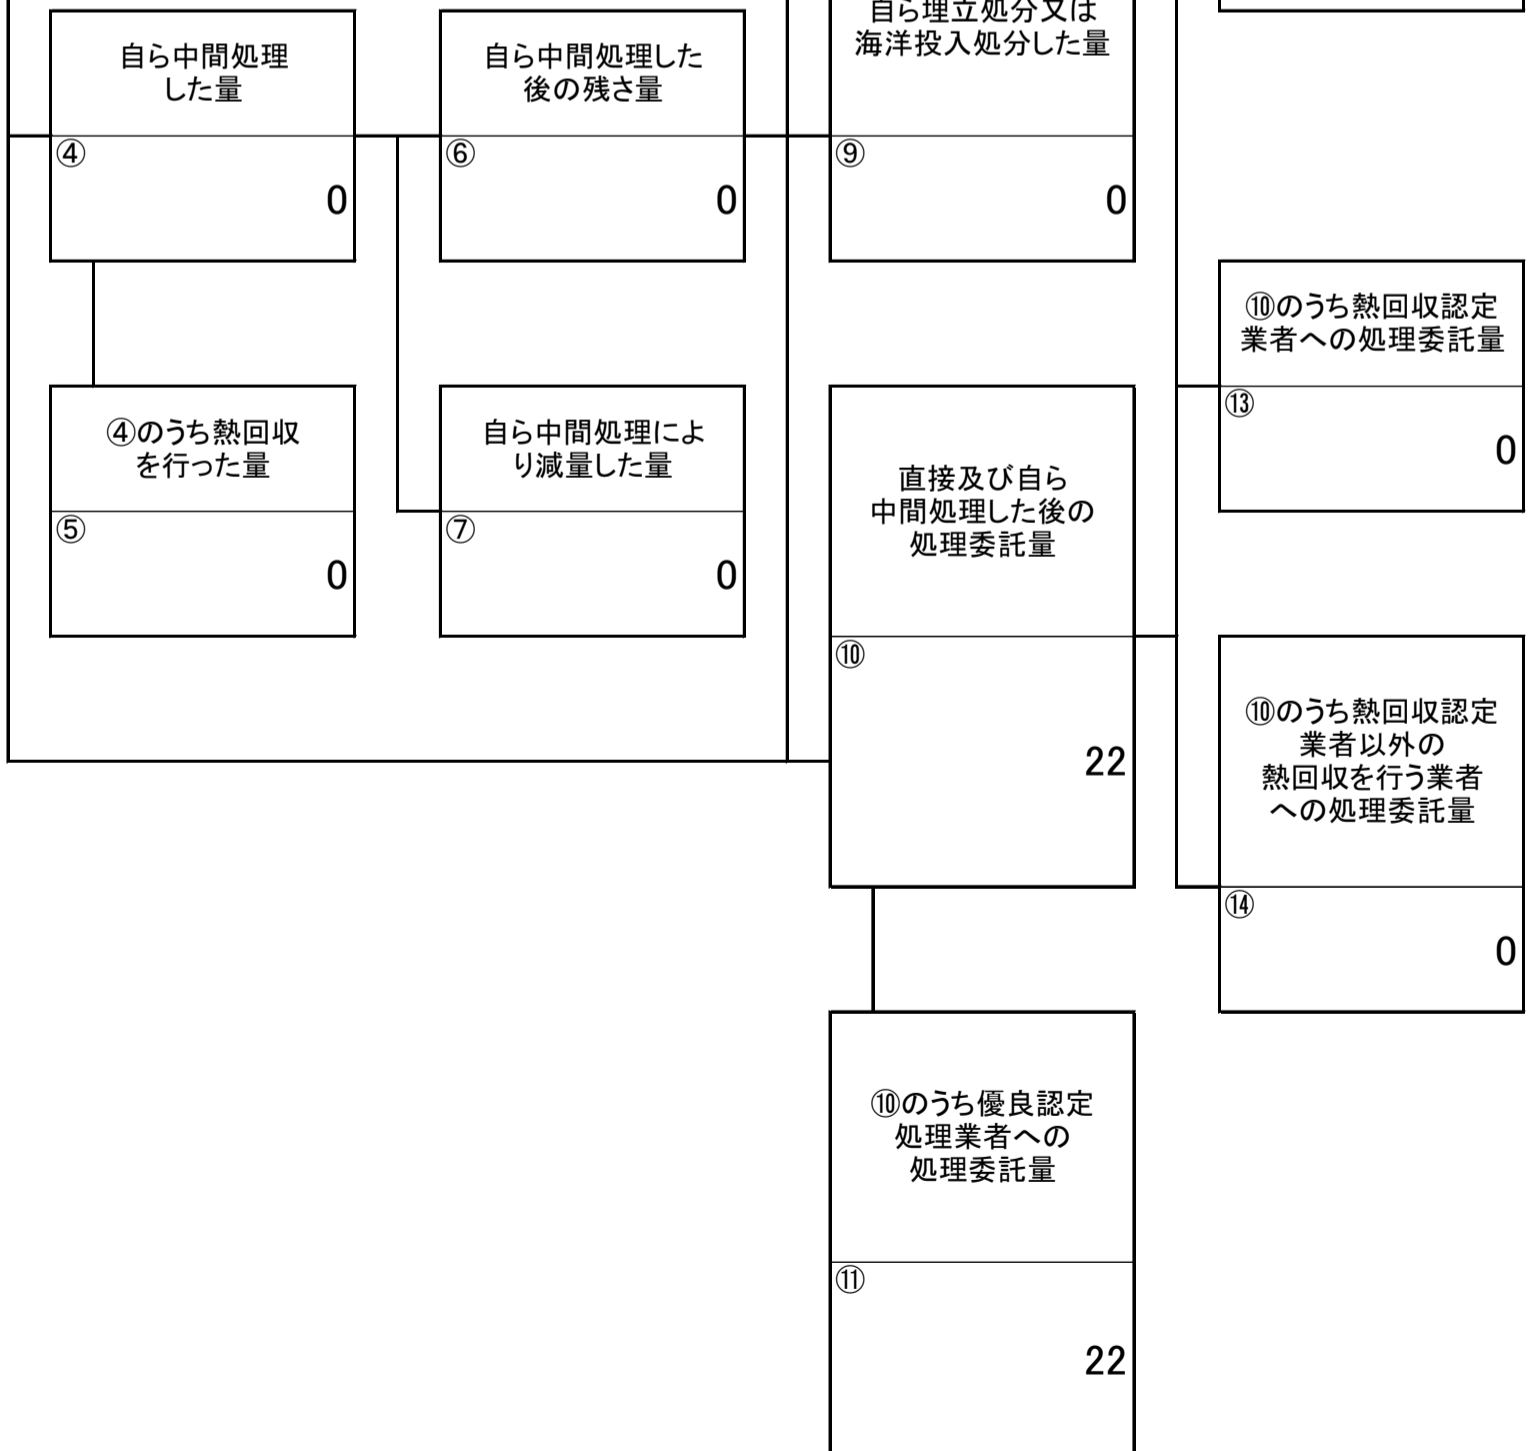 自ら中間処理
した量
④
0
自ら中間処理した
後の残さ量
⑥
0
自ら埋立処分又は
海洋投入処分した量
⑨
0
⑩のうち熱回収認定
業者への処理委託量
⑬
0
④のうち熱回収
を行った量
⑤
0
自ら中間処理によ
り減量した量
⑦
0
直接及び自ら
中間処理した後の
処理委託量
⑩
22
⑩のうち熱回収認定
業者以外の
熱回収を行う業者
への処理委託量
⑭
0
⑩のうち優良認定
処理業者への
処理委託量
⑪
22